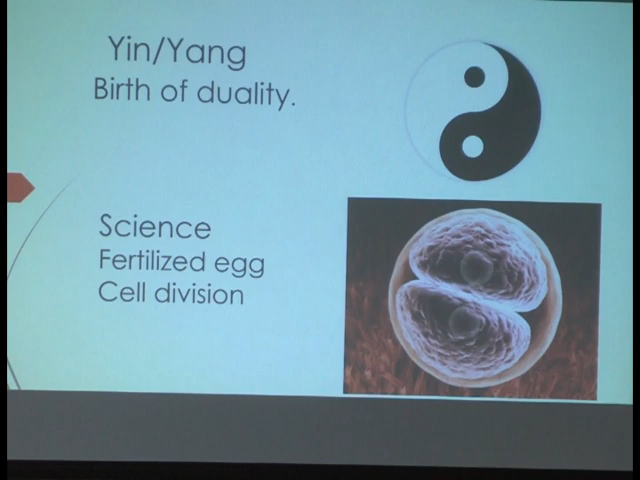 Yin/Yang
Birth of duality.
Science
Fertilized egg
Cell division